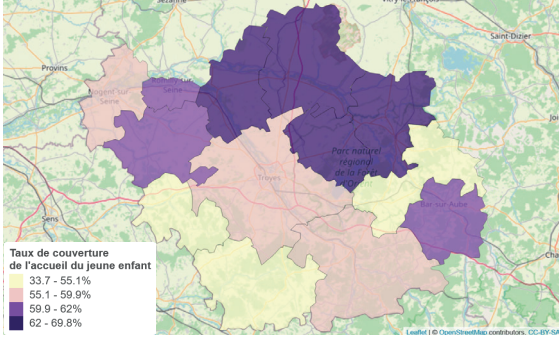 Sézanne
Saint-Dizier
Provins
Nogent sur
Seine
sur
Seine
Parc naturel
régional
de la Forêt
Troyes
Bar-sur-Aube
Sens
Taux de couverture
de l'accueil du jeune enfant
33.7 - 55.1%
55.1 - 59.9%
59.9 - 62%
62 - 69.8%
Leaflet | © OpenStreetMap contributors, CC-BY-SA